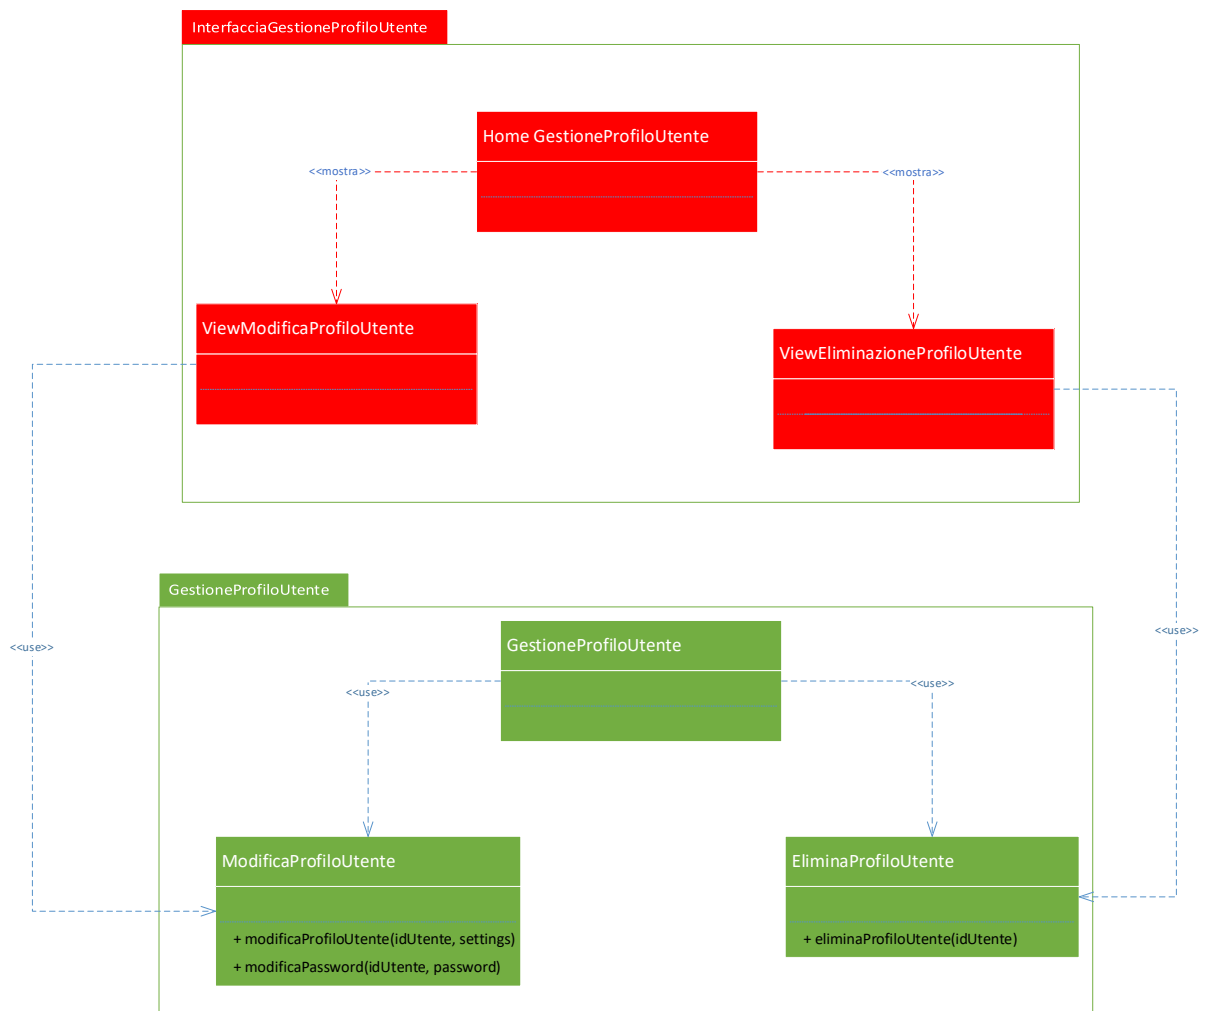 InterfacciaGestioneProfiloUtente
Home GestioneProfiloUtente
<<mostra>>
<<mostra>>
ViewModificaProfiloUtente
ViewEliminazioneProfiloUtente
GestioneProfiloUtente
<<use>>
<<use>>
GestioneProfiloUtente
<<use>>
<<use>>
ModificaProfiloUtente
+ modificaProfiloUtente(idUtente, settings)
+ modificaPassword(idUtente, password)
EliminaProfiloUtente
+ eliminaProfiloUtente(idUtente)